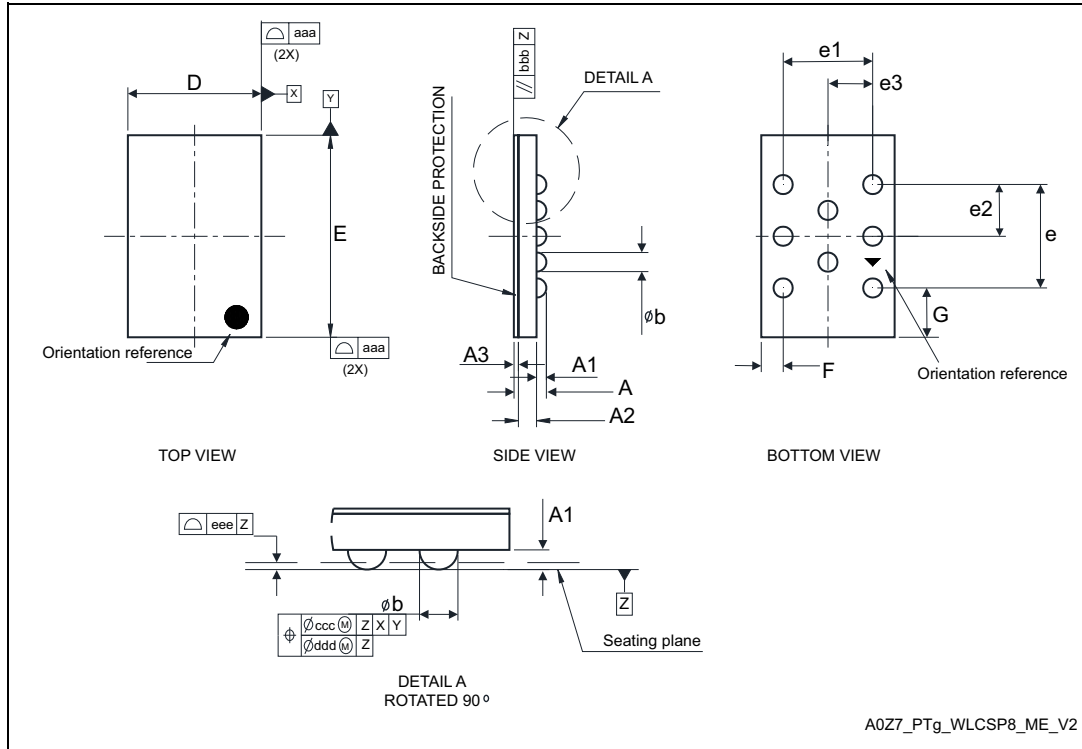 ⌓ aaa
(2X)
D
X
Y
E
Orientation reference
⌓ aaa
(2X)
TOP VIEW
// bbb Z
DETAIL A
BACKSIDE PROTECTION
øb
A3
A1
A
A2
SIDE VIEW
e1
e3
e2
e
G
F
Orientation reference
BOTTOM VIEW
⌓ eee Z
A1
øb
Z
⌖ Øccc Ⓜ Z X Y
Øddd Ⓜ Z
Seating plane
DETAIL A
ROTATED 90 º
A0Z7_PTg_WLCSP8_ME_V2